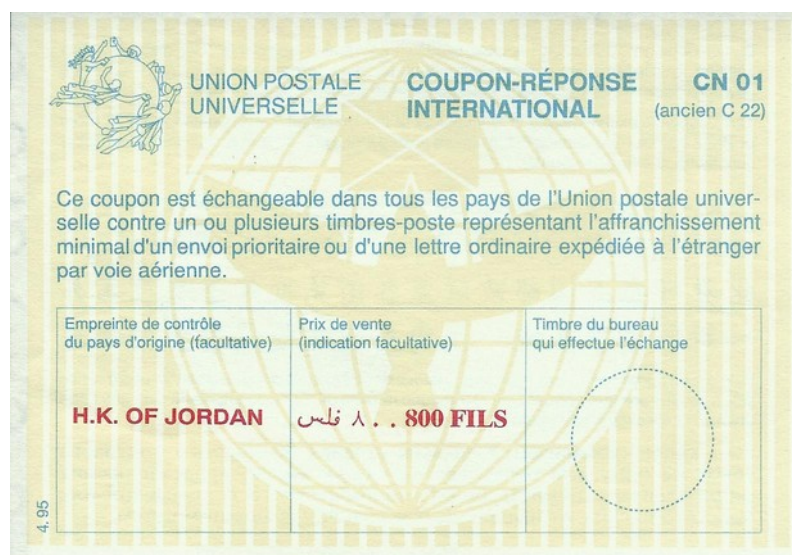 UNION POSTALE
UNIVERSELLE
COUPON-RÉPONSE
INTERNATIONAL
CN 01
(ancien C 22)
Ce coupon est échangeable dans tous les pays de l'Union postale univer-
selle contre un ou plusieurs timbres-poste représentant l'affranchissement
minimal d'un envoi prioritaire ou d'une lettre ordinaire expédiée à l'étranger
par voie aérienne.
Empreinte de contrôle
du pays d'origine (facultative)
H.K. OF JORDAN
Prix de vente
(indication facultative)
٨٠٠ فلس 800 FILS
Timbre du bureau
qui effectue l'échange
4.95